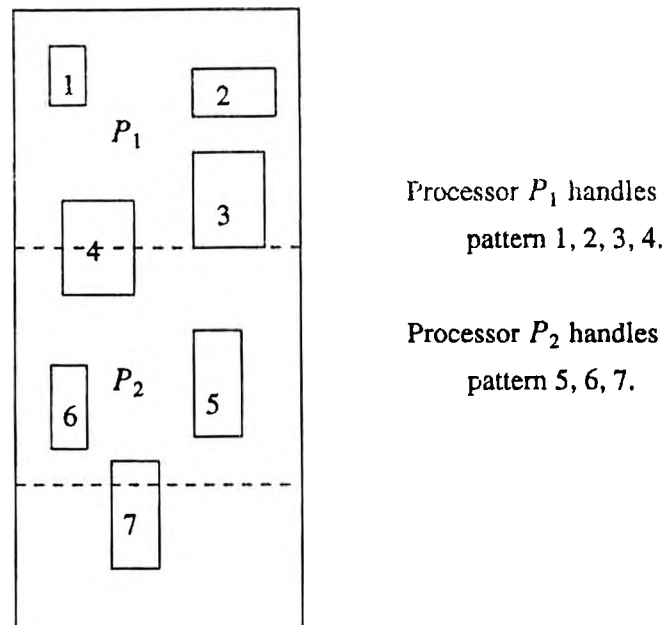 1
2
P1
3
4
P2
5
6
7
Processor P1 handles
pattern 1, 2, 3, 4.
Processor P2 handles
pattern 5, 6, 7.